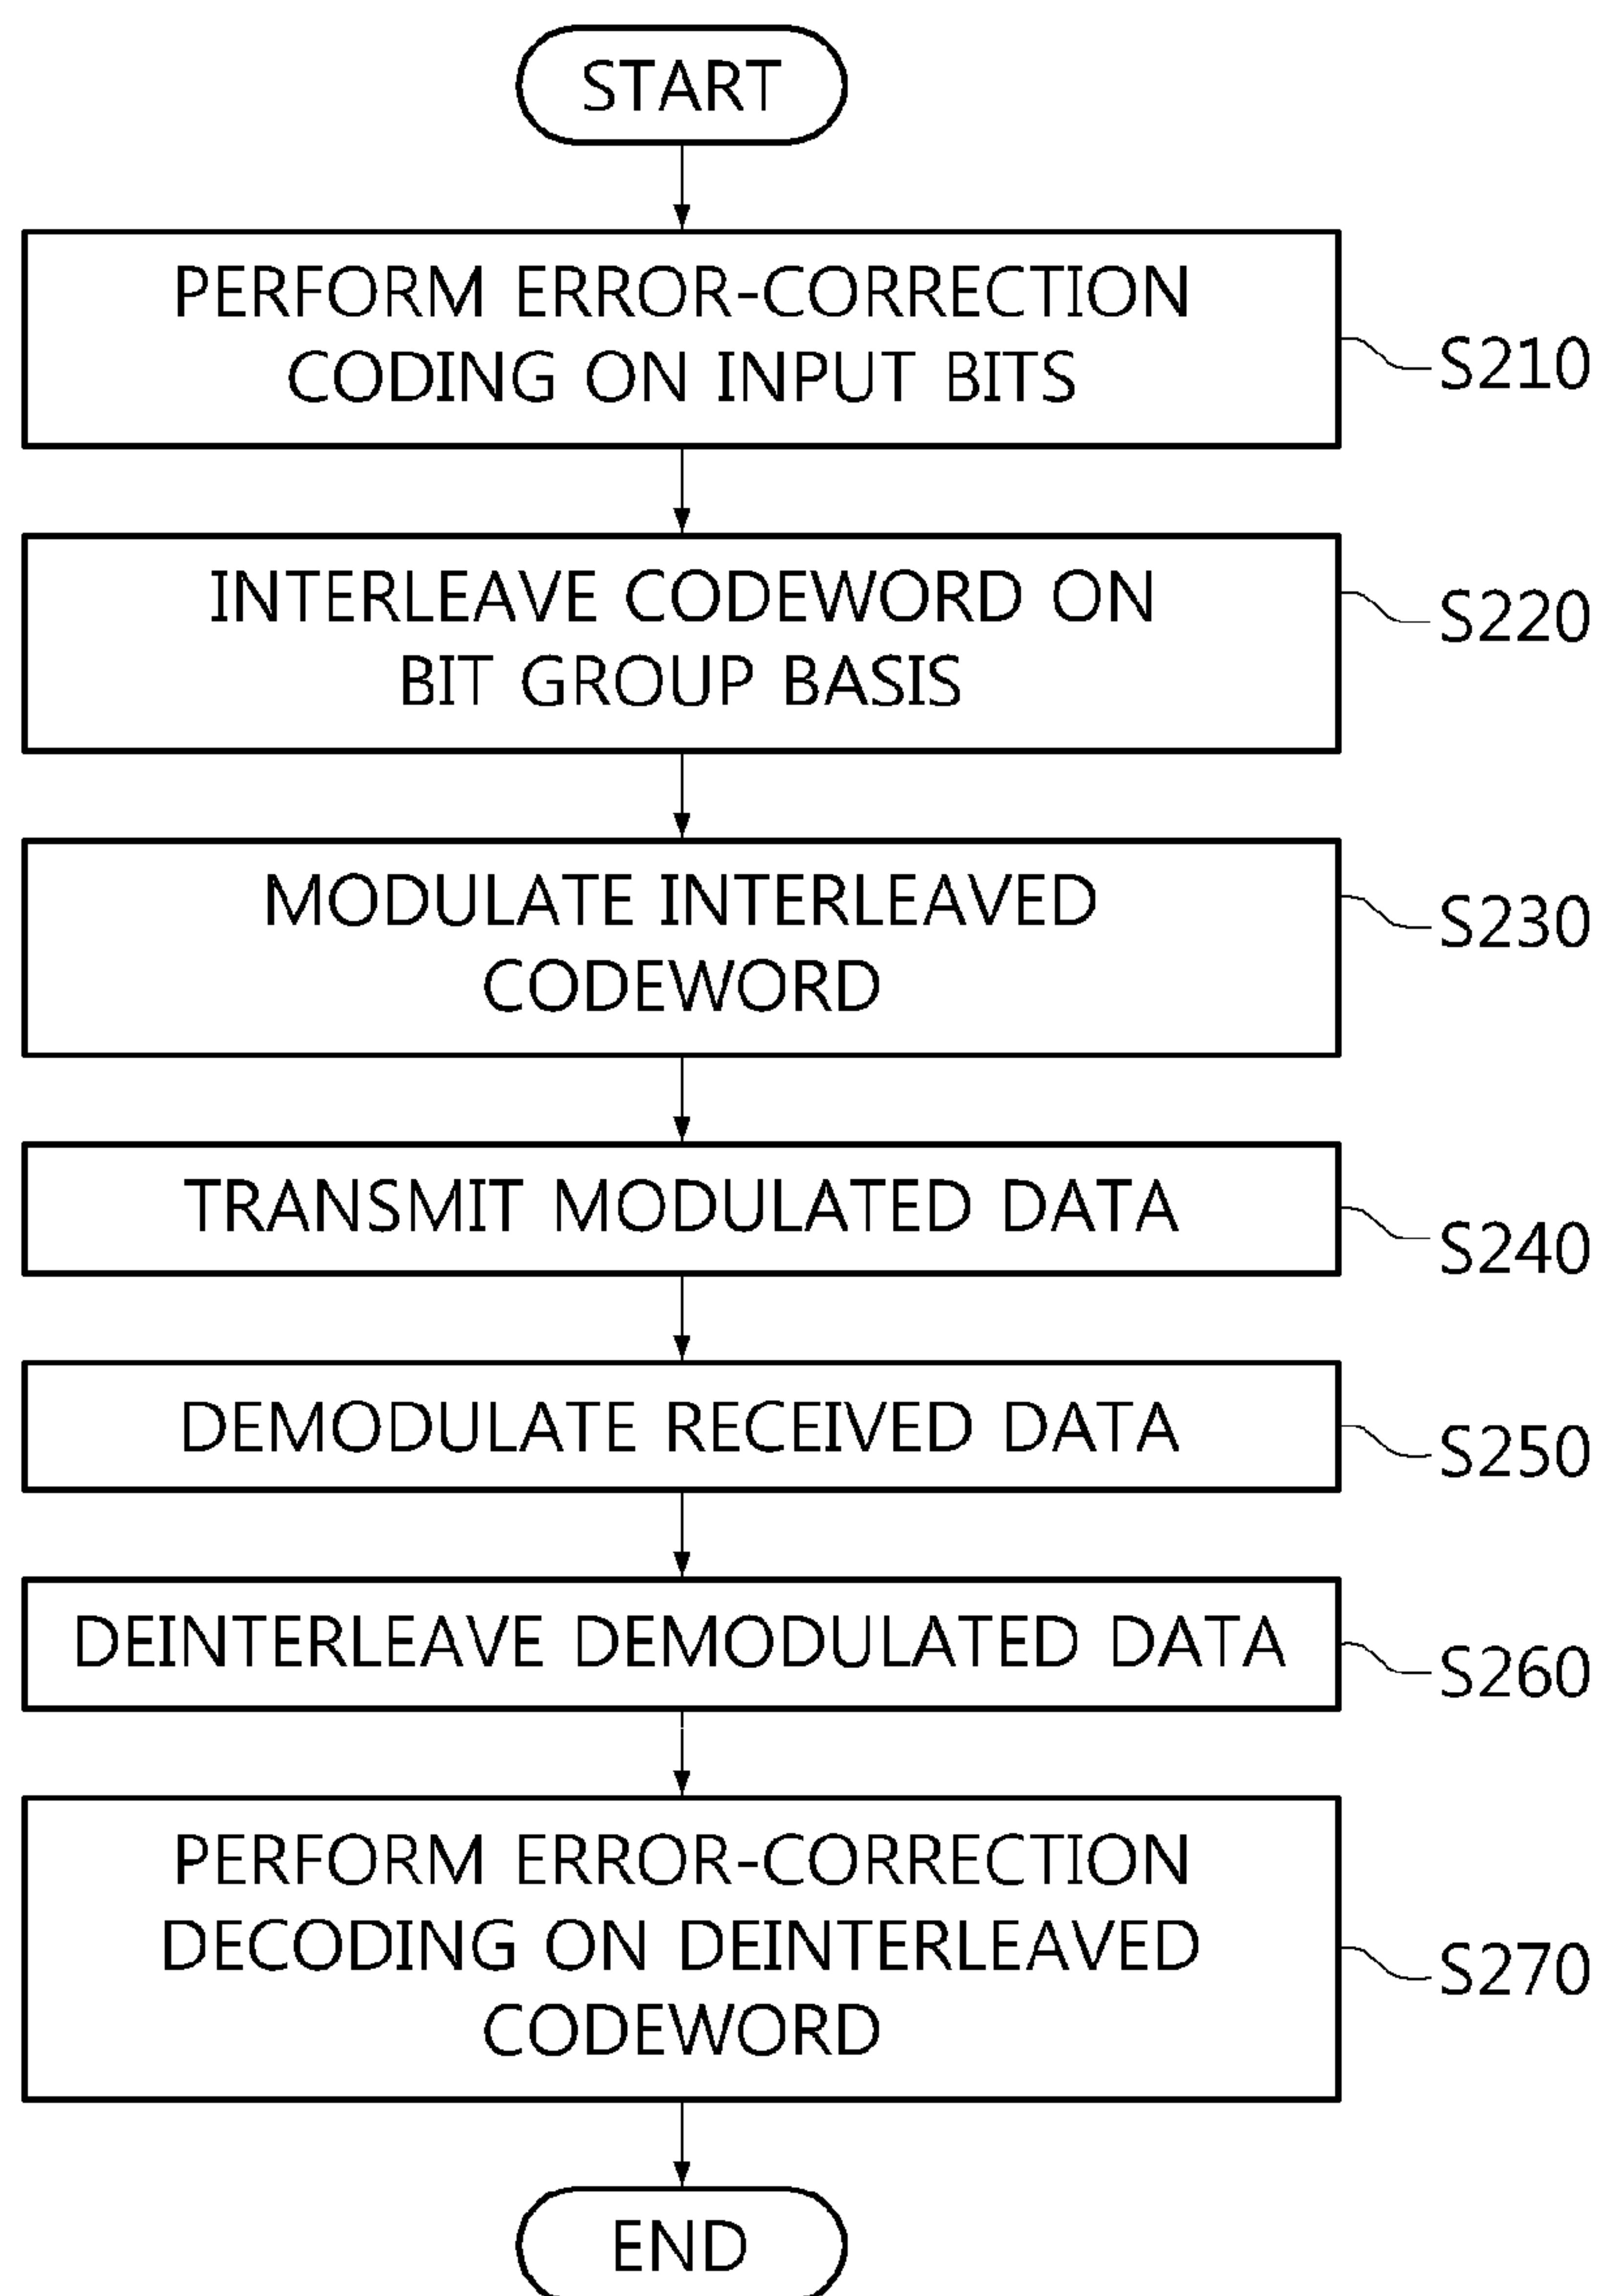 START
PERFORM ERROR-CORRECTION
CODING ON INPUT BITS
S210
INTERLEAVE CODEWORD ON
BIT GROUP BASIS
S220
MODULATE INTERLEAVED
CODEWORD
S230
TRANSMIT MODULATED DATA
S240
DEMODULATE RECEIVED DATA
S250
DEINTERLEAVE DEMODULATED DATA
S260
PERFORM ERROR-CORRECTION
DECODING ON DEINTERLEAVED
CODEWORD
S270
END